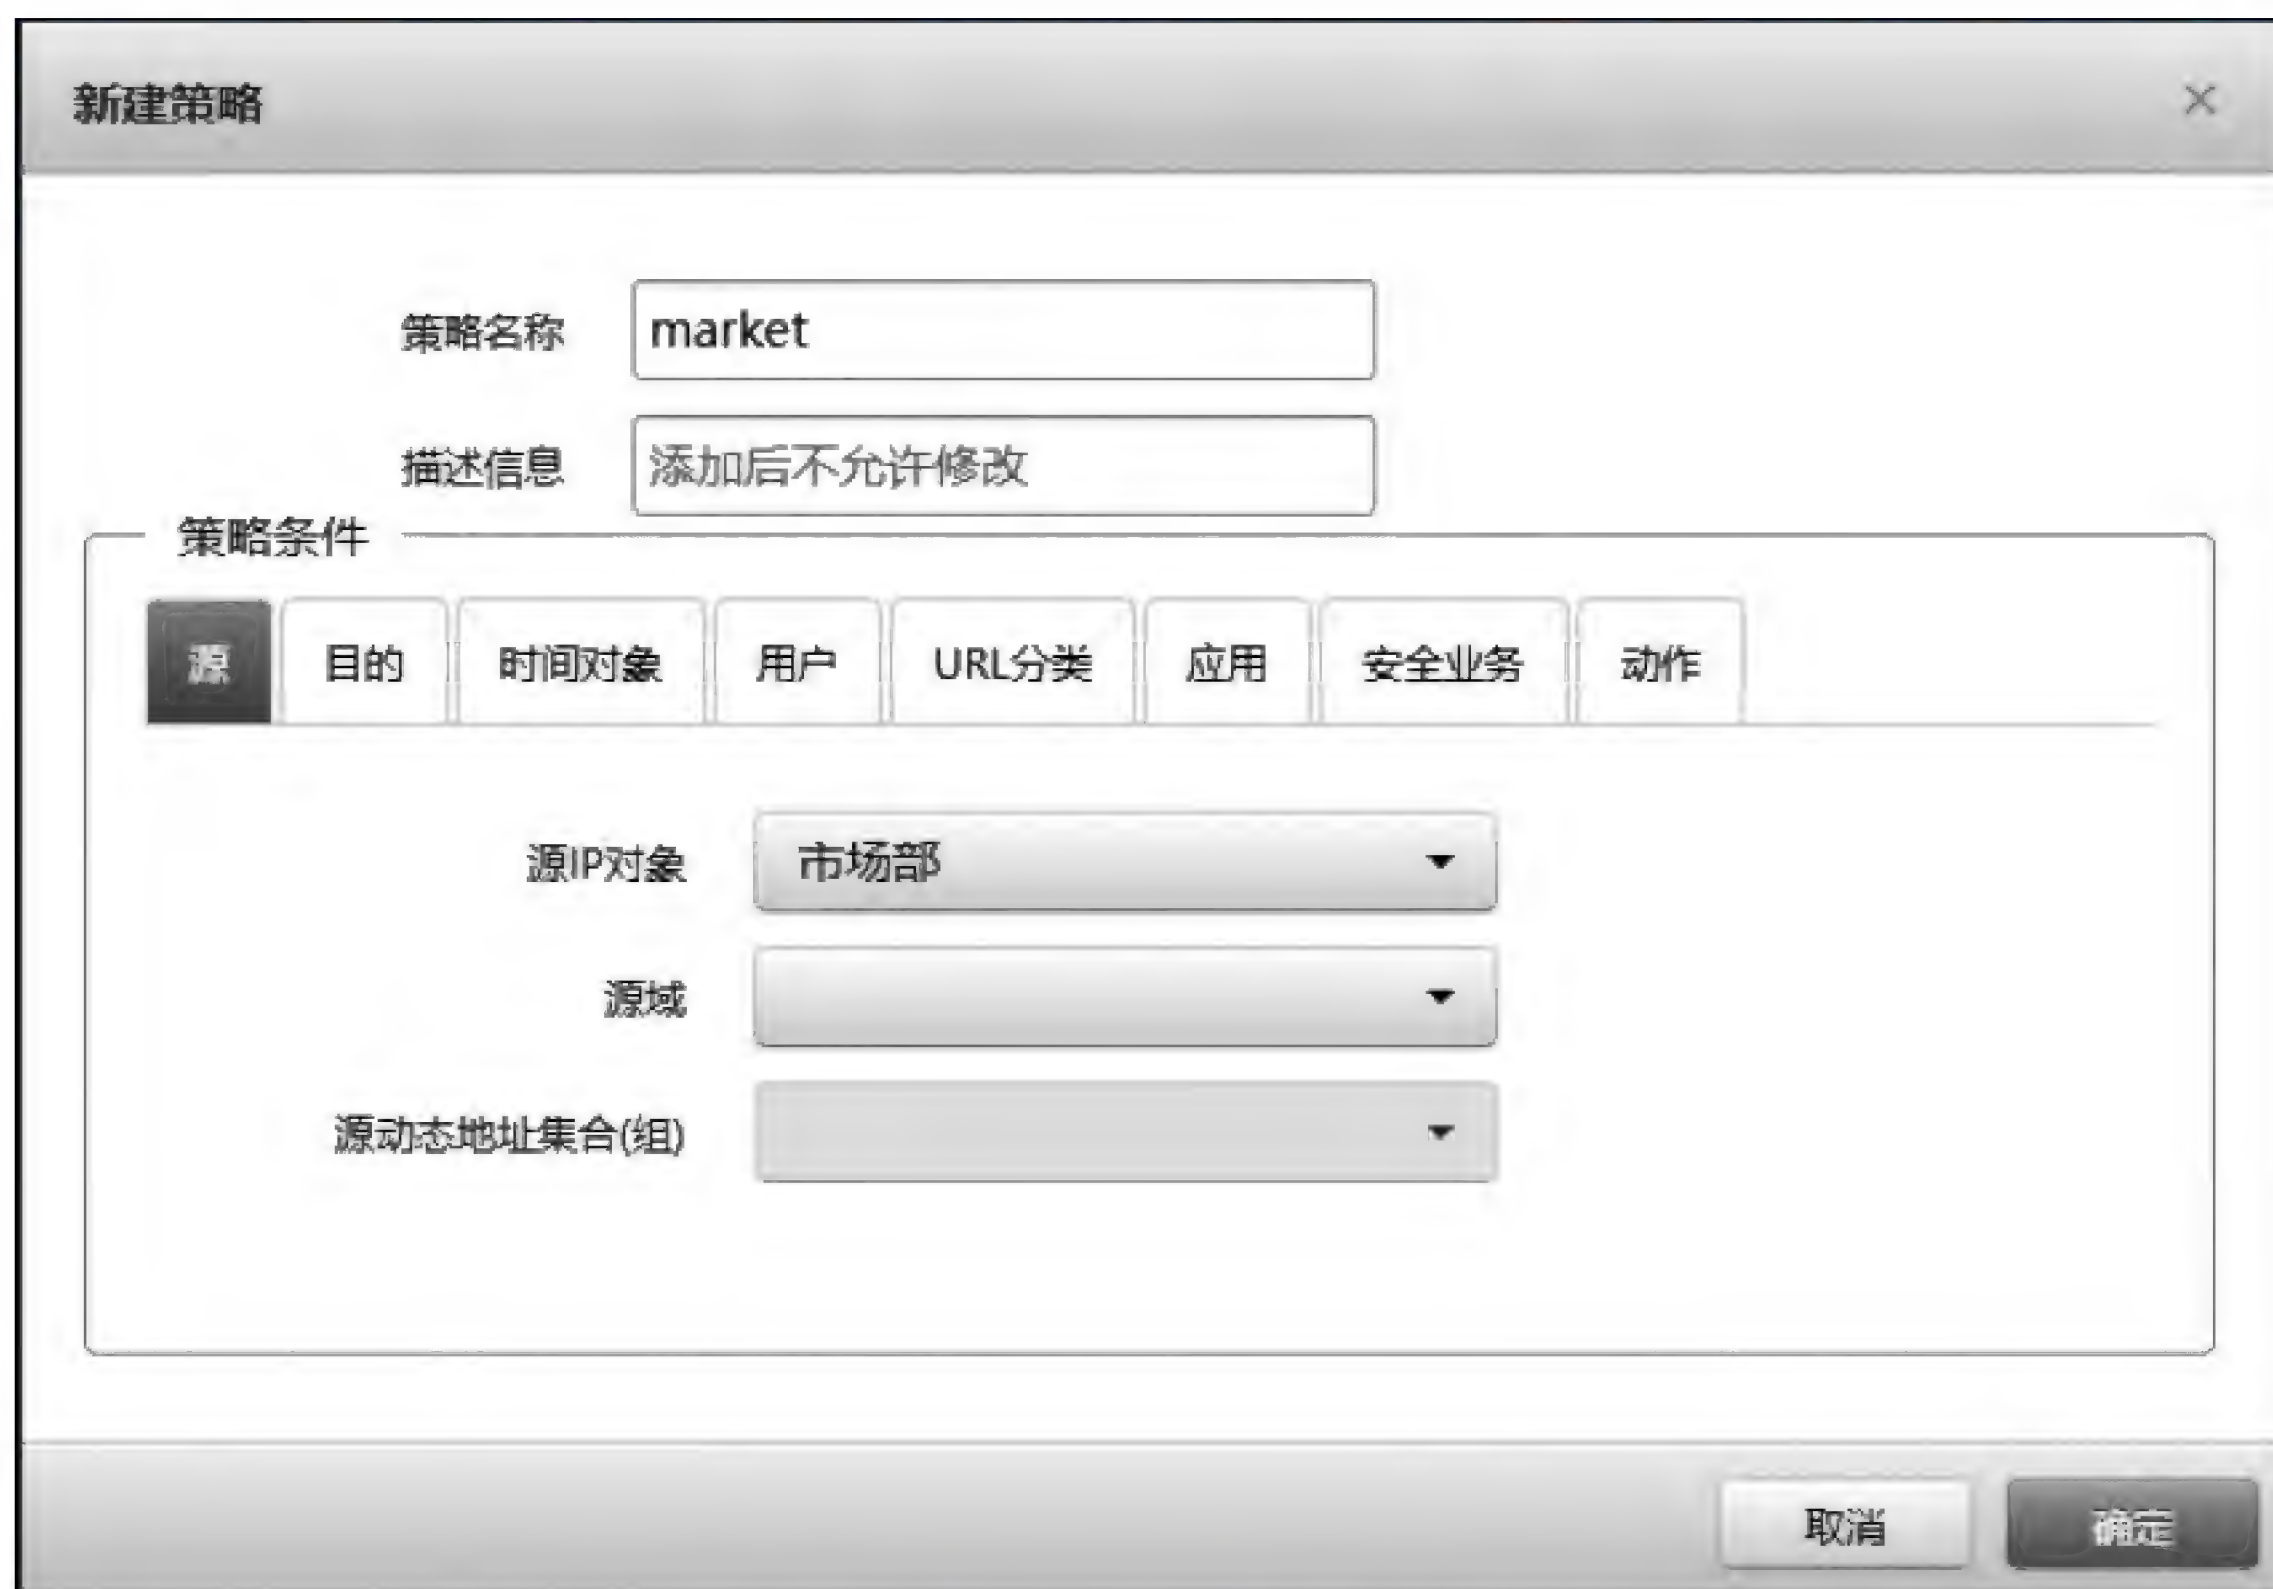 新建策略 ×
策略名称 market
描述信息 添加后不允许修改
策略条件
源 目的 时间对象 用户 URL分类 应用 安全业务 动作
源IP对象 市场部
源域
源动态地址集合(组)
取消 确定